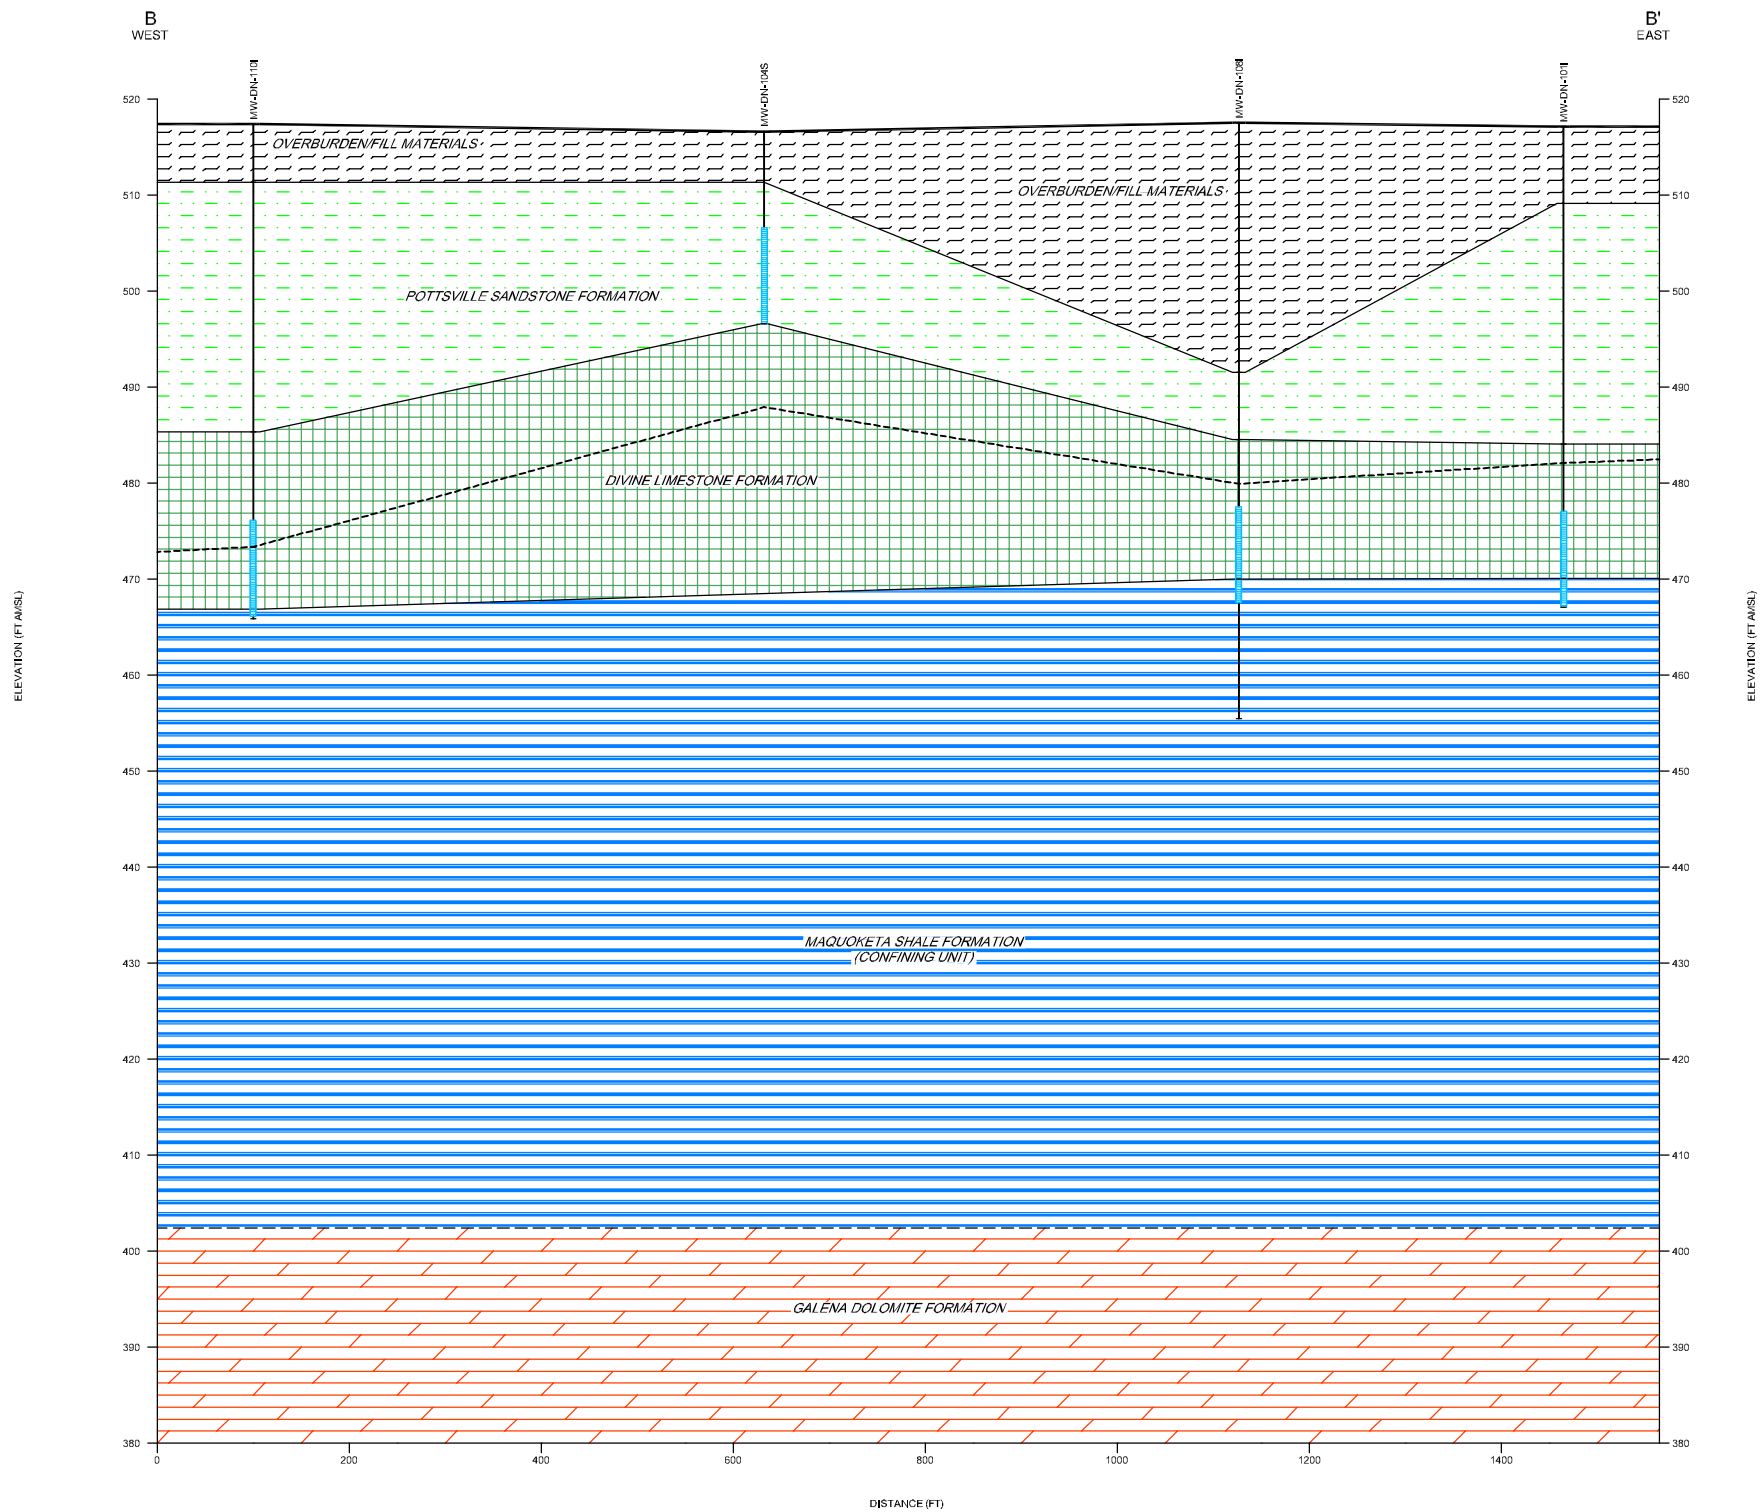 B
WEST
B'
EAST
MW-DN-110I
MW-DN-104S
MW-DN-108I
MW-DN-101I
520
520
OVERBURDEN/FILL MATERIALS
OVERBURDEN/FILL MATERIALS
510
510
POTTSVILLE SANDSTONE FORMATION
500
500
490
490
DIVINE LIMESTONE FORMATION
480
480
470
470
ELEVATION (FT AMSL)
ELEVATION (FT AMSL)
460
460
450
450
440
440
MAQUOKETA SHALE FORMATION
(CONFINING UNIT)
430
430
420
420
410
410
400
400
GALENA DOLOMITE FORMATION
390
390
380
380
0
200
400
600
800
1000
1200
1400
DISTANCE (FT)